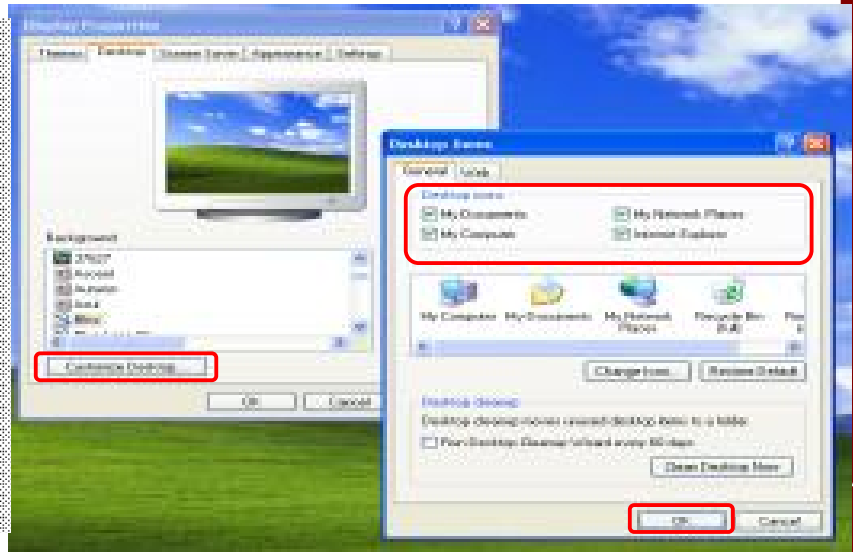 Display Properties
Themes Desktop Screen Saver Appearance Settings
Background
Ascent
Autumn
Azul
Bliss
Customize Desktop...
OK Cancel
Desktop Items
General Web
Desktop icons
My Documents My Network Places
My Computer Internet Explorer
My Computer My Documents My Network Places Recycle Bin (full)
Change Icon... Restore Default
Desktop cleanup
Desktop cleanup moves unused desktop items to a folder.
Run Desktop Cleanup Wizard every 60 days
Clean Desktop Now
OK Cancel